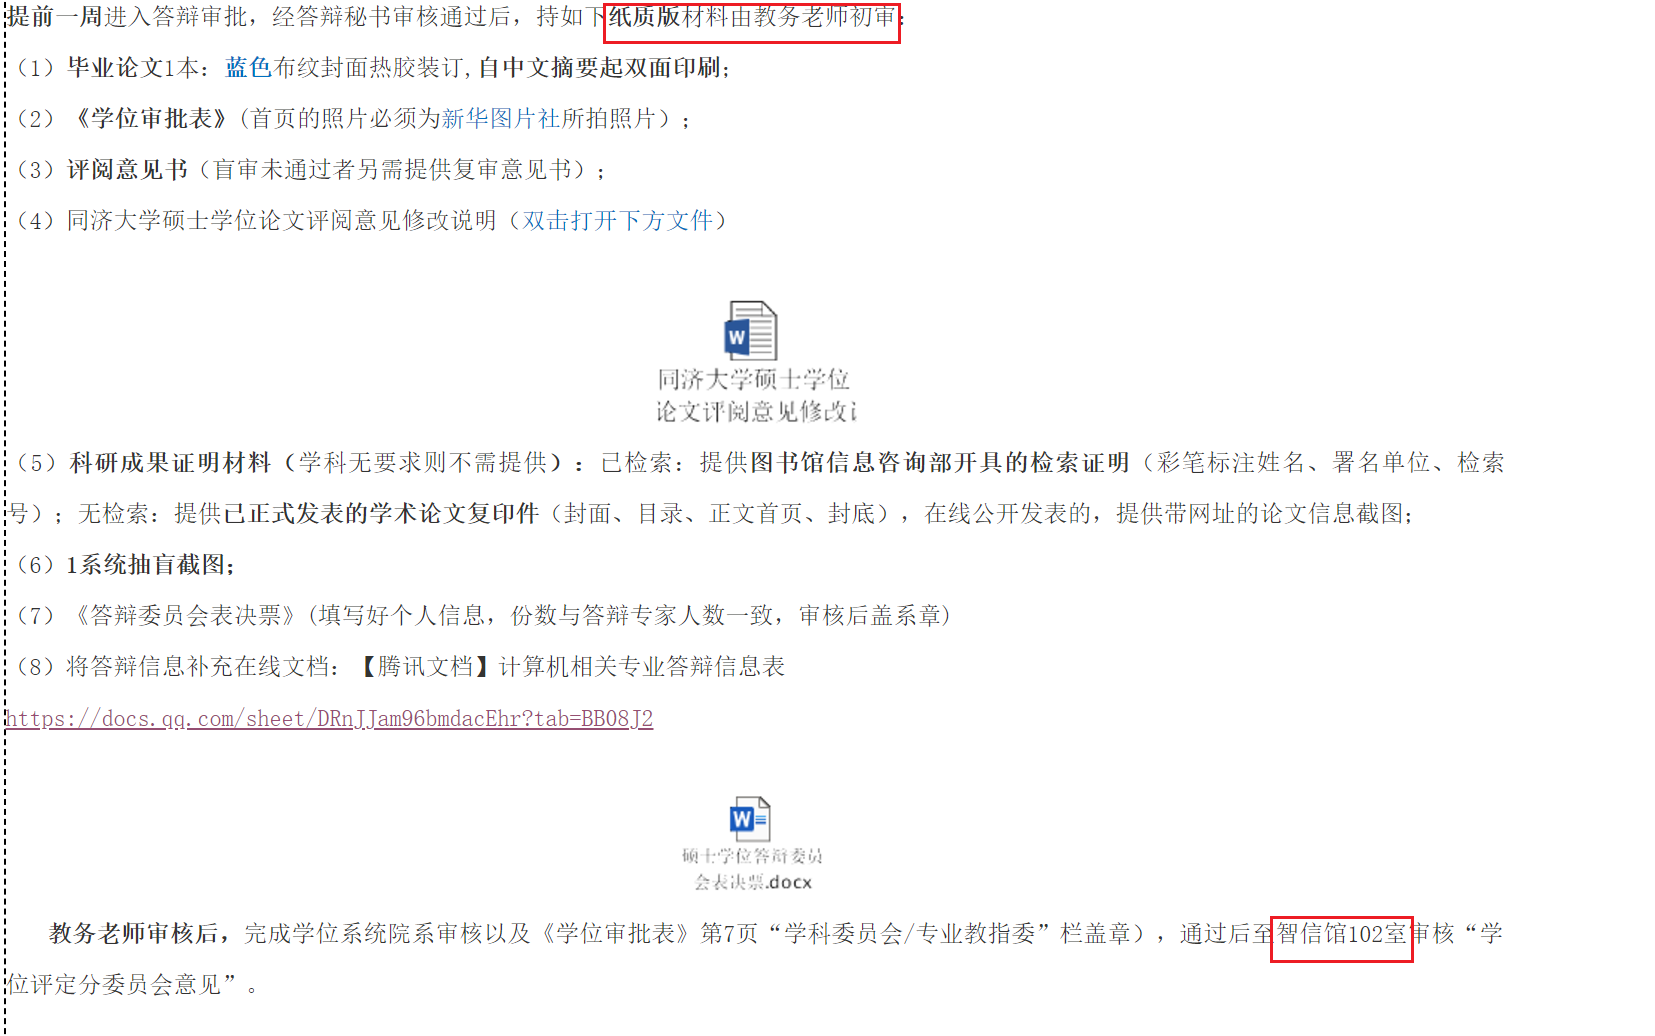 提前一周进入答辩审批，经答辩秘书审核通过后，持如下纸质版材料由教务老师初审：
（1）毕业论文1本：蓝色布纹封面热胶装订,自中文摘要起双面印刷；
（2）《学位审批表》(首页的照片必须为新华图片社所拍照片）；
（3）评阅意见书（盲审未通过者另需提供复审意见书）；
（4）同济大学硕士学位论文评阅意见修改说明（双击打开下方文件）
同济大学硕士学位
论文评阅意见修改
（5）科研成果证明材料（学科无要求则不需提供）：已检索：提供图书馆信息咨询部开具的检索证明（彩笔标注姓名、署名单位、检索
号）；无检索：提供已正式发表的学术论文复印件（封面、目录、正文首页、封底），在线公开发表的，提供带网址的论文信息截图；
（6）1系统抽盲截图；
（7）《答辩委员会表决票》(填写好个人信息，份数与答辩专家人数一致，审核后盖系章)
（8）将答辩信息补充在线文档：【腾讯文档】计算机相关专业答辩信息表
https://docs.qq.com/sheet/DRnJJam96bmdacEhr?tab=BB08J2
硕士学位答辩委员
会表决票.docx
教务老师审核后，完成学位系统院系审核以及《学位审批表》第7页“学科委员会/专业教指委”栏盖章），通过后至智信馆102室审核“学
位评定分委员会意见”。